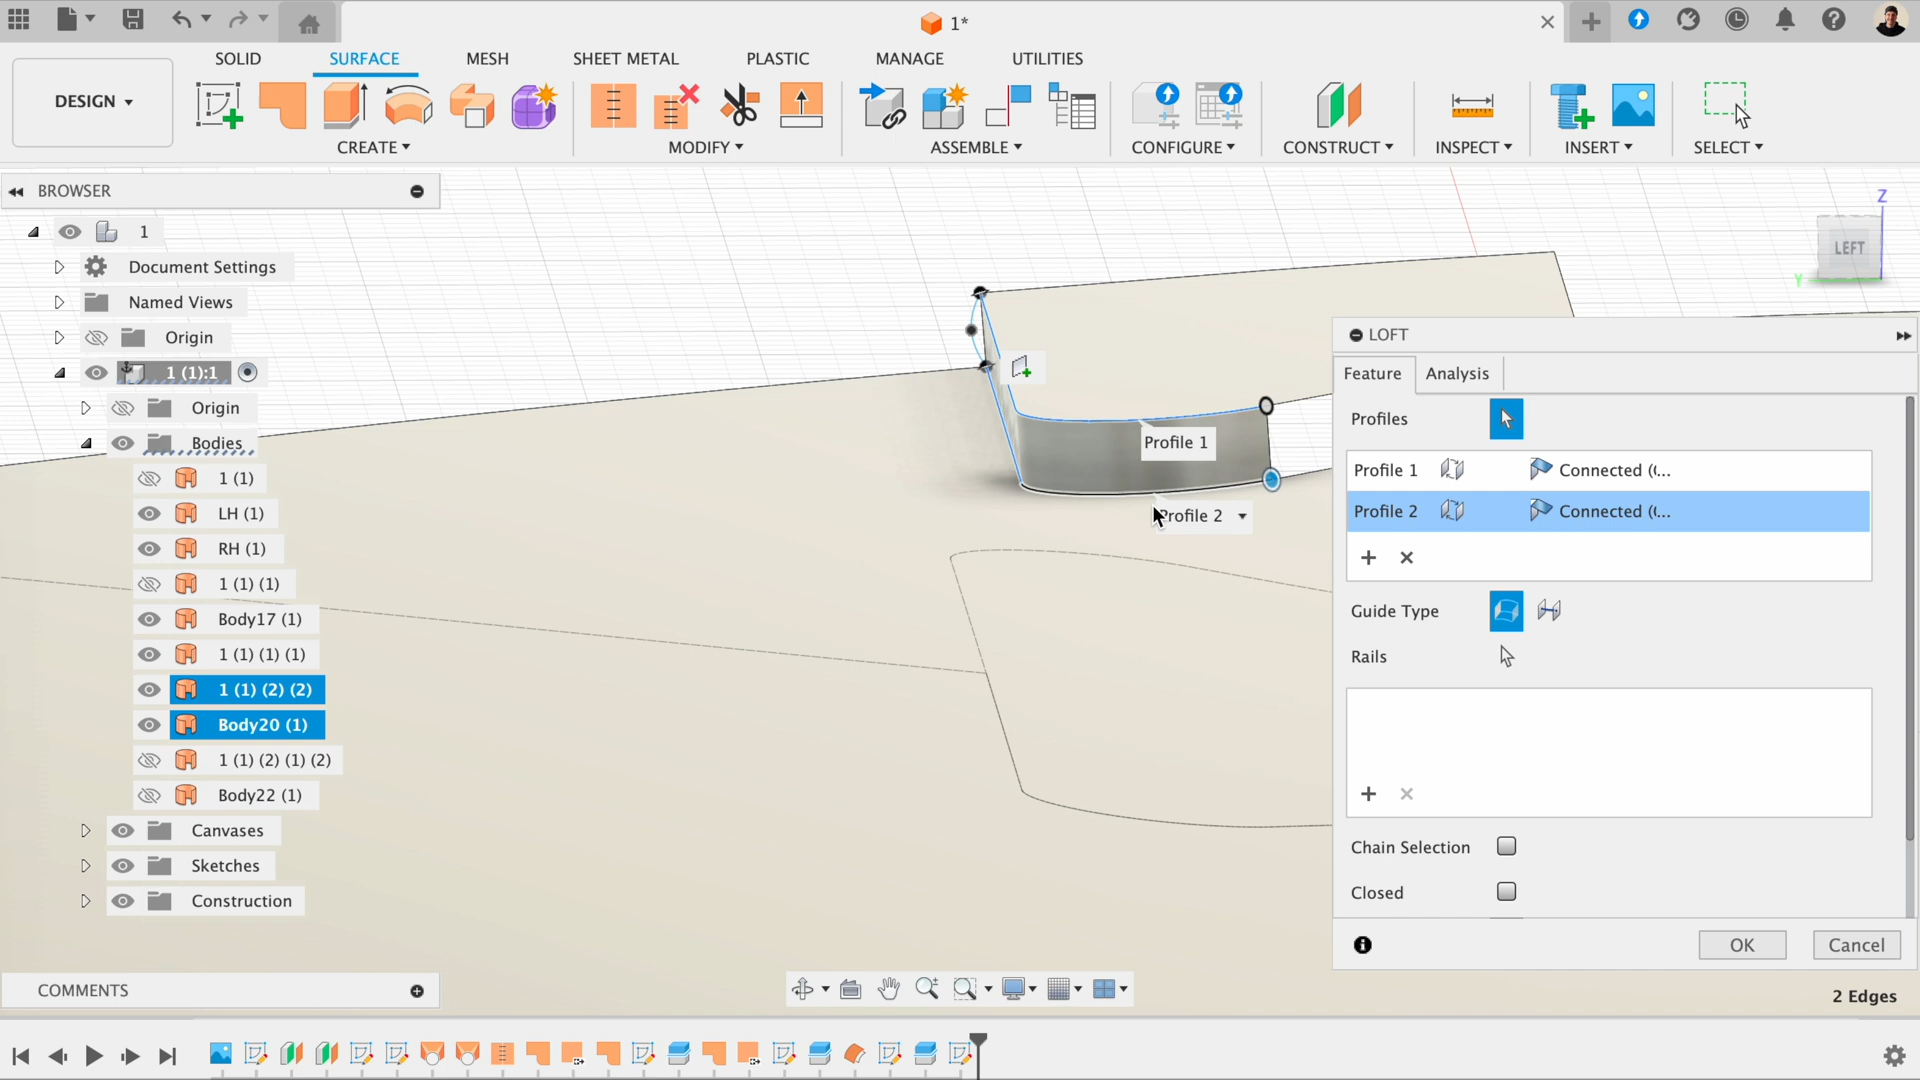 1*
SOLID
SURFACE
MESH
SHEET METAL
PLASTIC
MANAGE
UTILITIES
DESIGN
CREATE
MODIFY
ASSEMBLE
CONFIGURE
CONSTRUCT
INSPECT
INSERT
SELECT
BROWSER
1
Document Settings
Named Views
Origin
1 (1):1
Origin
Bodies
1 (1)
LH (1)
RH (1)
1 (1) (1)
Body17 (1)
1 (1) (1) (1)
1 (1) (2) (2)
Body20 (1)
1 (1) (2) (1) (2)
Body22 (1)
Canvases
Sketches
Construction
COMMENTS
Profile 1
Profile 2
Z
LEFT
Y
LOFT
Feature
Analysis
Profiles
Profile 1
Connected (C...
Profile 2
Connected (C...
Guide Type
Rails
Chain Selection
Closed
OK
Cancel
2 Edges